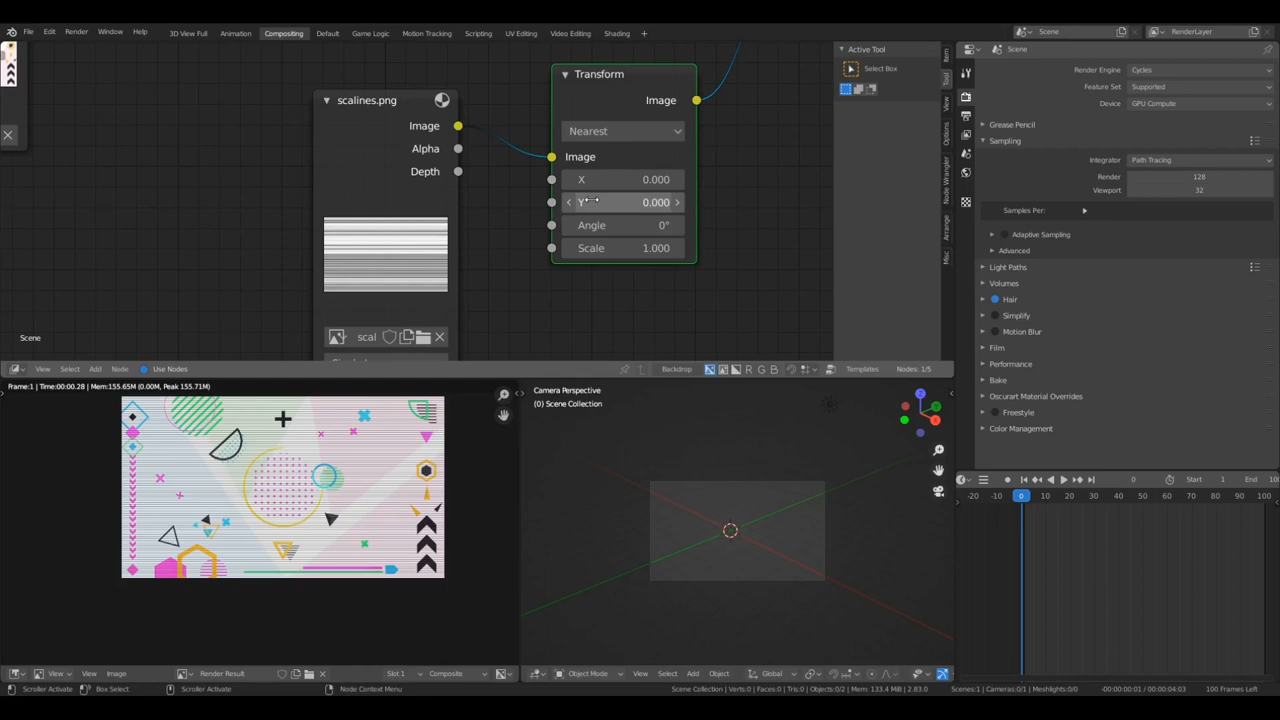 File Edit Render Window Help
3D View Full Animation Compositing Default Game Logic Motion Tracking Scripting UV Editing Video Editing Shading +
Scene RenderLayer
scalines.png
Image
Alpha
Depth
scal
Scene
Transform
Image
Nearest
Image
X 0.000
Y 0.000
Angle 0°
Scale 1.000
Active Tool
Select Box
Item
Tool
View
Options
Node Wrangler
Arrange
Misc
Scene
Render Engine Cycles
Feature Set Supported
Device GPU Compute
Grease Pencil
Sampling
Integrator Path Tracing
Render 128
Viewport 32
Samples Per:
Adaptive Sampling
Advanced
Light Paths
Volumes
Hair
Simplify
Motion Blur
Film
Performance
Bake
Oscurart Material Overrides
Freestyle
Color Management
View Select Add Node Use Nodes Backdrop R G B Templates Nodes: 1/5
Frame:1 | Time:00:00.28 | Mem:155.65M (0.00M, Peak 155.71M)
Camera Perspective
(0) Scene Collection
0 Start 1 End 100
-20 -10 0 10 20 30 40 50 60 70 80 90 100
View View Image Render Result Slot 1 Composite
Object Mode View Select Add Object Global
Scroller Activate Box Select Scroller Activate Node Context Menu
Scene Collection | Verts:0 | Faces:0 | Tris:0 | Objects:0/2 | Mem: 133.4 MiB | 2.83.0
Scenes:1 | Cameras:0/1 | Meshlights:0/0 -00:00:00:01 / 00:00:04:03 100 Frames Left